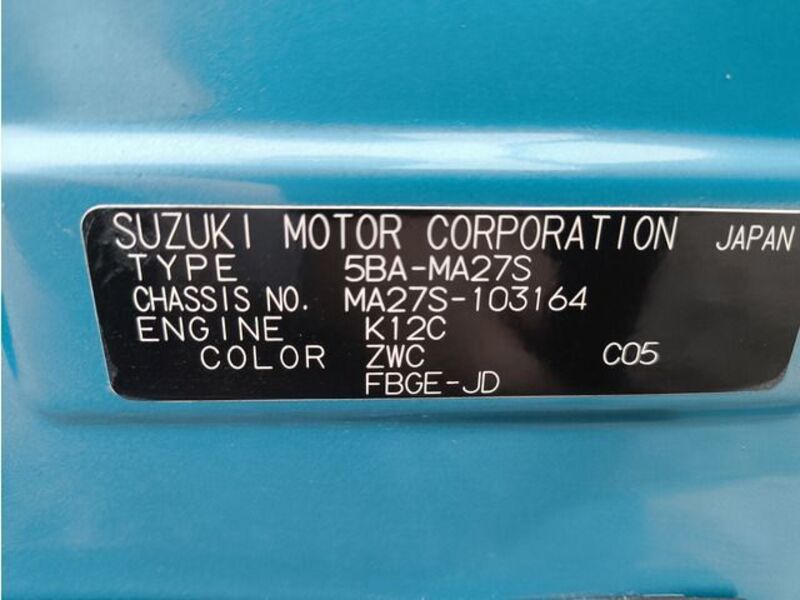 SUZUKI MOTOR CORPORATION JAPAN
TYPE 5BA-MA27S
CHASSIS NO. MA27S-103164
ENGINE K12C
COLOR ZWC C05
FBGE-JD